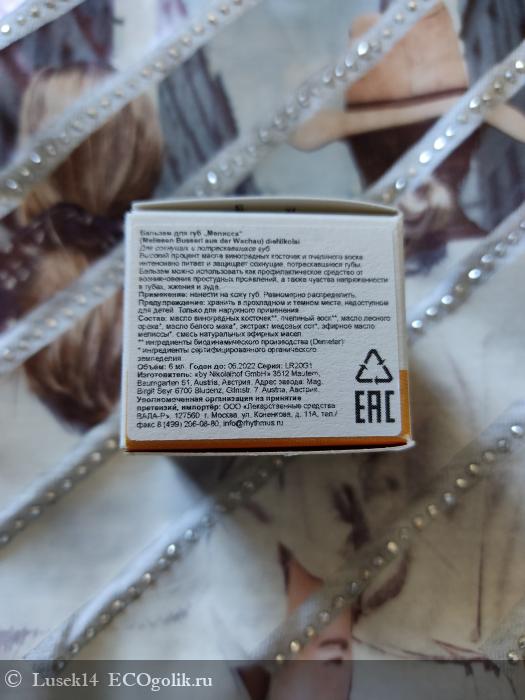 Бальзам для губ „Мелисса“
(Melissen Busserl aus der Wachau) dieNikolai
Для сохнущих и потрескавшихся губ
Высокий процент масла виноградных косточек и пчелиного воска
интенсивно питает и защищает сохнущие, потрескавшиеся губы.
Бальзам можно использовать как профилактическое средство от
возникновения простудных проявлений, а также чувства напряженности
в губах, жжения и зуда.
Применение: нанести на кожу губ. Равномерно распределить.
Предупреждение: хранить в прохладном и темном месте, недоступном
для детей. Только для наружного применения
Состав: масло виноградных косточек**, пчелиный воск**, масло лесного
ореха*, масло белого мака*, экстракт медовых сот*, эфирное масло
мелиссы*, смесь натуральных эфирных масел.
** ингредиенты биодинамического производства (Demeter)
* ингредиенты сертифицированного органического
земледелия
Объём: 6 мл. Годен до: 06.2022 Серия: LR20G1
Изготовитель: «by Nikolaihof GmbH» 3512 Mautern,
Baumgarten 51, Austria, Австрия. Адрес завода: Mag.
Birgit Seyr 6700 Bludenz, Gilmstr. 7, Austria, Австрия.
Уполномоченная организация на принятие
претензий, импортёр: ООО «Лекарственные средства
ВАЛА-Р», 127560 г. Москва, ул. Коненкова, д. 11А, тел./
факс 8 (499) 206-08-80, info@rhythmus.ru
EAC
© Lusek14 ECOgolik.ru